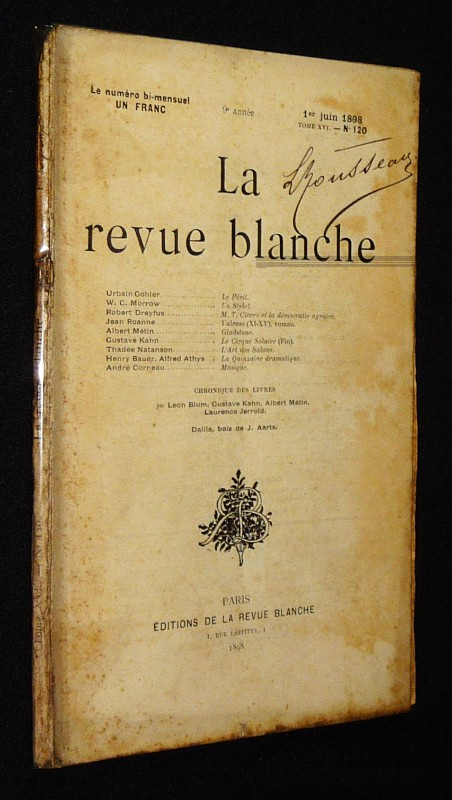 Le numéro bi-mensuel
UN FRANC
9e année
1er juin 1898
TOME XVI. — No 120
LRousseau
La
revue blanche
Urbain Gohier .......... Le Péril.
W. C. Morrow .......... Un Stylet.
Robert Dreyfus .......... M. T. Cicero et la démocratie agraire.
Jean Roanne .......... (XI-XV), roman.
Albert Métin .......... Gladstone.
Gustave Kahn .......... Le Cirque Solaire (Fin).
Thadée Natanson .......... L'Art des Salons.
Henry Bauër, Alfred Athys .. La Quinzaine dramatique.
André Corneau .......... Musique.
CHRONIQUE DES LIVRES
par Léon Blum, Gustave Kahn, Albert Métin,
Laurence Jerrold.
Dalila, bois de J. Aarts.
PARIS
ÉDITIONS DE LA REVUE BLANCHE
1, RUE LAFFITTE, 1
1898